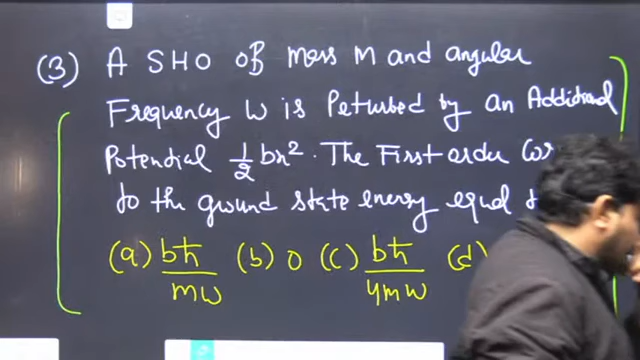 (3) A SHO OF mass M and angular
Frequency W is Peturbed by an Additional
Potential 1/2 bx². The First order
to the ground state energy equal
(a) bħ/mω (b) 0 (c) bħ/4mω (d)